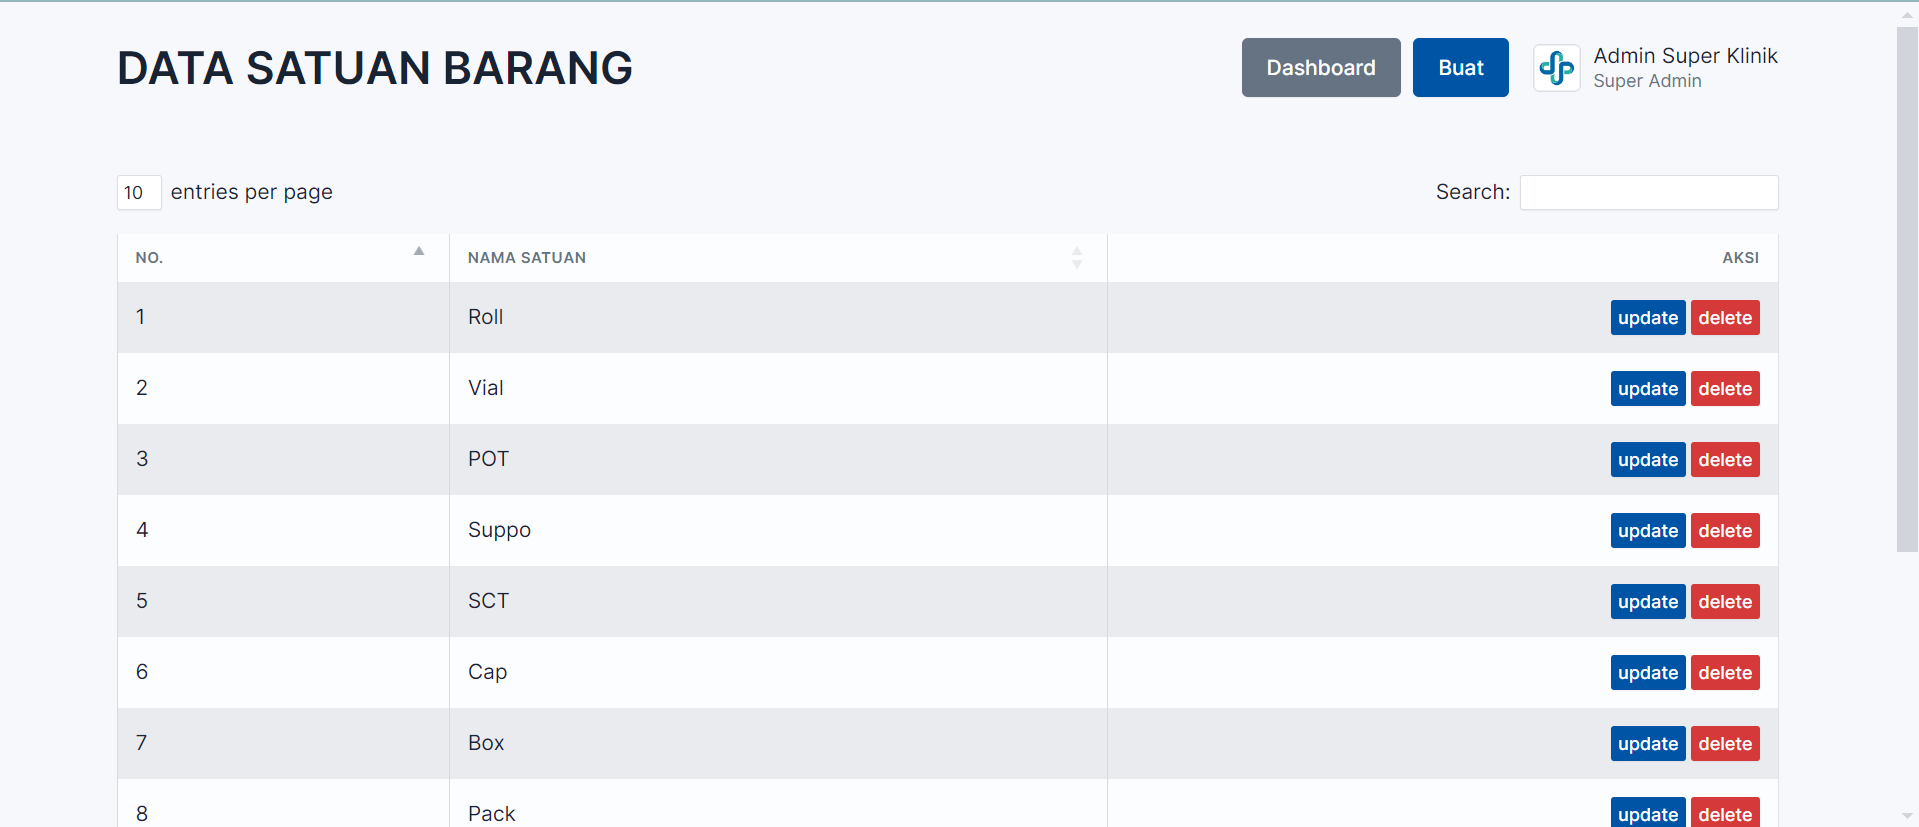 DATA SATUAN BARANG
Dashboard
Buat
Admin Super Klinik
Super Admin
10 entries per page
Search:
NO. NAMA SATUAN AKSI
1 Roll update delete
2 Vial update delete
3 POT update delete
4 Suppo update delete
5 SCT update delete
6 Cap update delete
7 Box update delete
8 Pack update delete